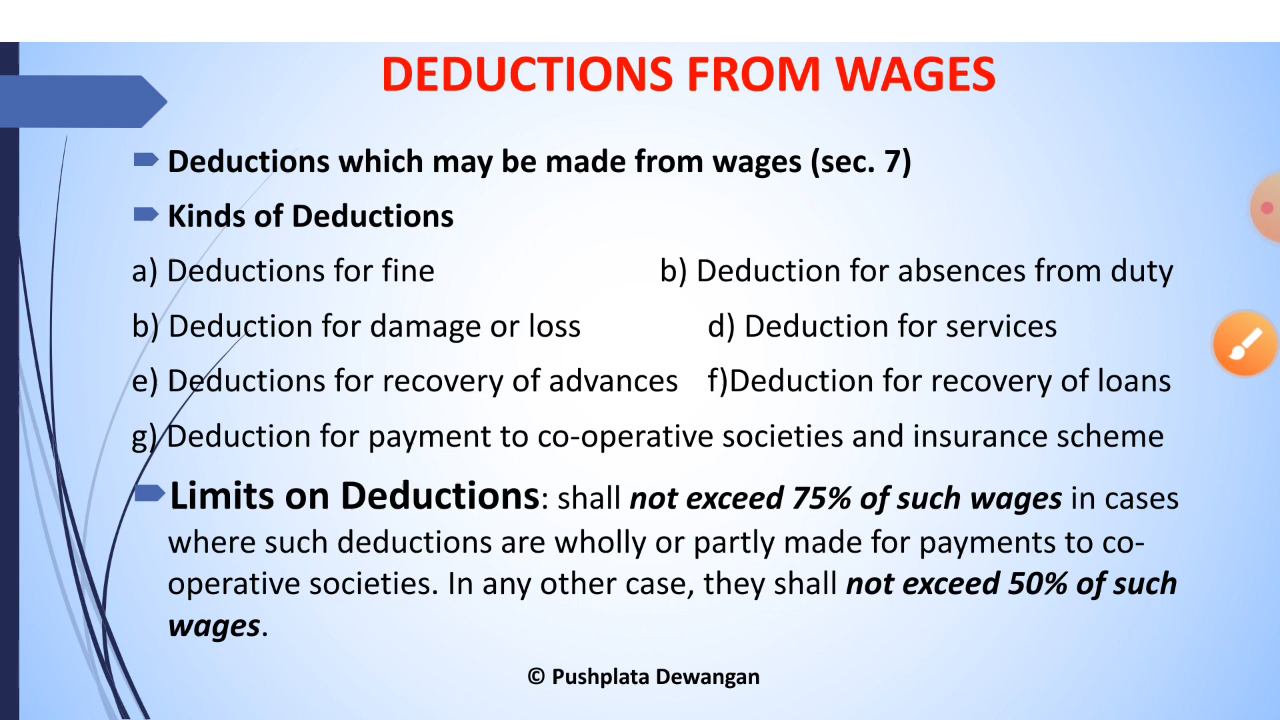 DEDUCTIONS FROM WAGES
Deductions which may be made from wages (sec. 7)
Kinds of Deductions
a) Deductions for fine b) Deduction for absences from duty
b) Deduction for damage or loss d) Deduction for services
e) Deductions for recovery of advances f)Deduction for recovery of loans
g) Deduction for payment to co-operative societies and insurance scheme
Limits on Deductions: shall not exceed 75% of such wages in cases
where such deductions are wholly or partly made for payments to co-
operative societies. In any other case, they shall not exceed 50% of such
wages.
© Pushplata Dewangan